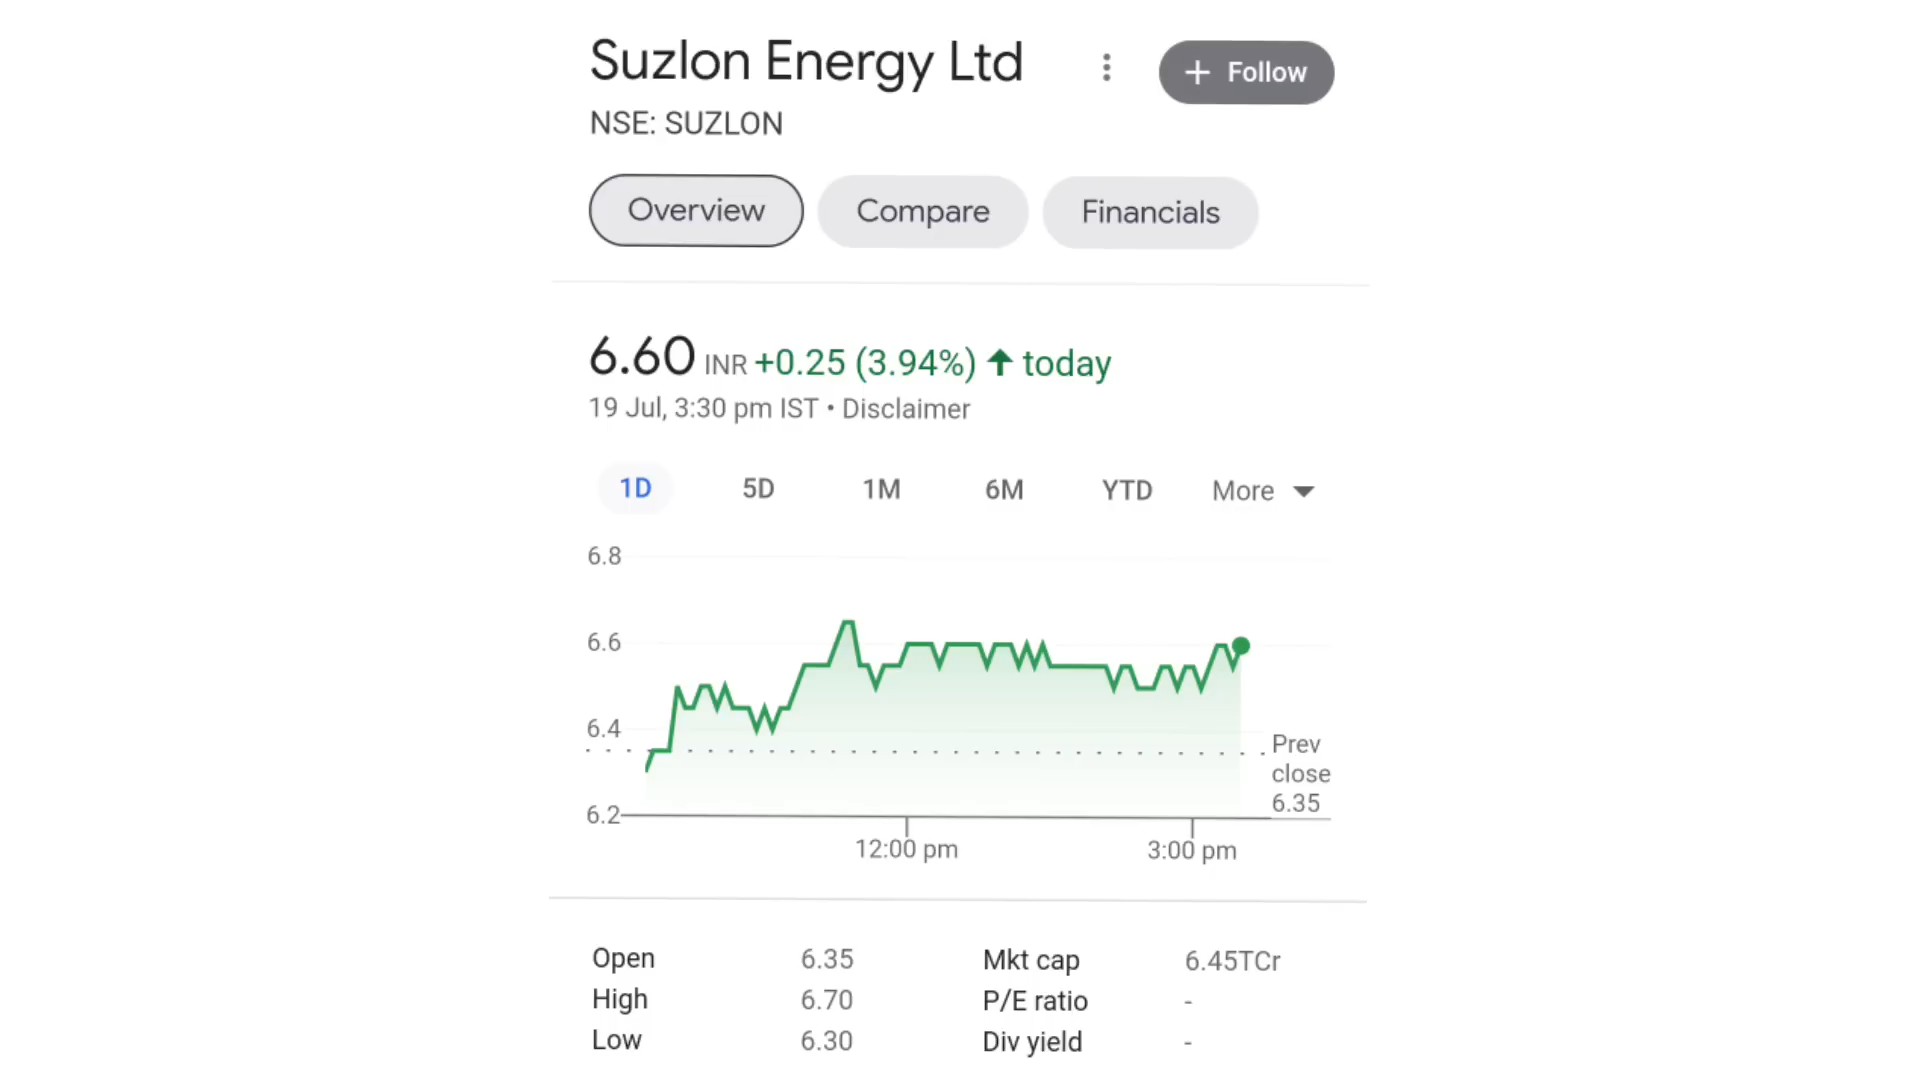 Suzlon Energy Ltd
+ Follow
NSE: SUZLON
Overview Compare Financials
6.60 INR +0.25 (3.94%) ↑ today
19 Jul, 3:30 pm IST • Disclaimer
1D 5D 1M 6M YTD More
6.8
6.6
6.4
Prev
close
6.35
6.2
12:00 pm 3:00 pm
Open 6.35 Mkt cap 6.45TCr
High 6.70 P/E ratio -
Low 6.30 Div yield -